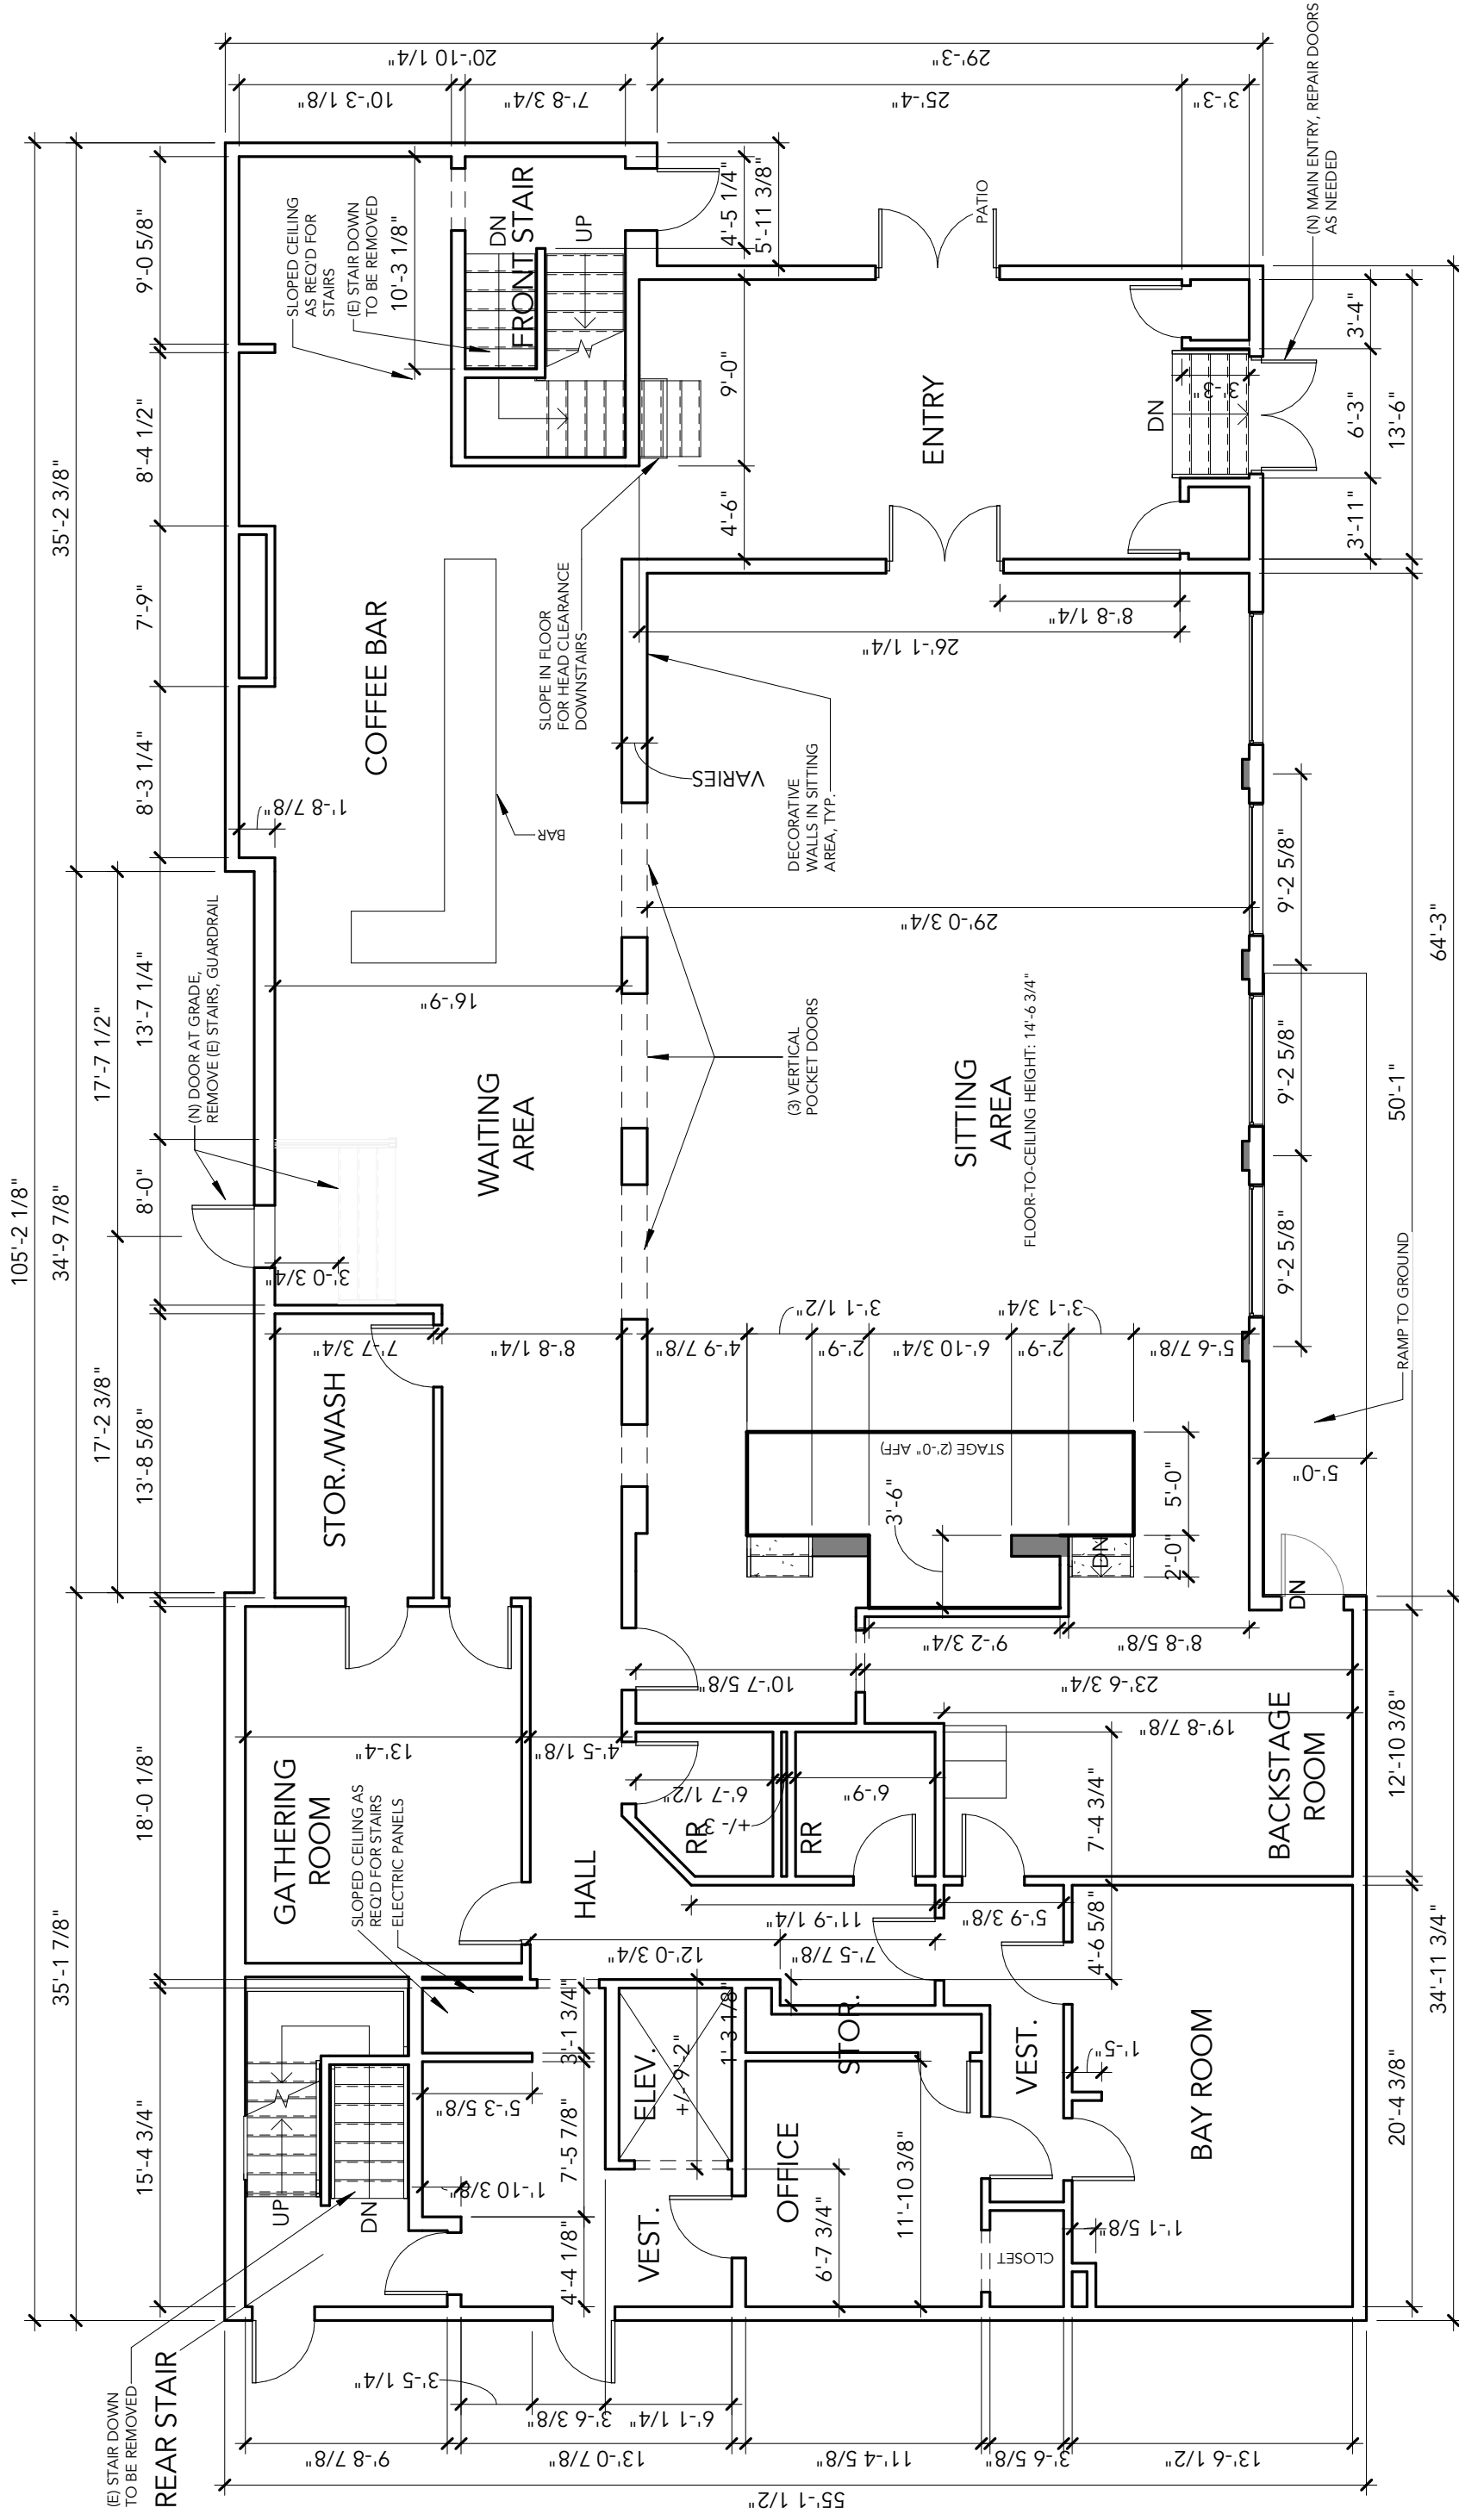 105'-2 1/8"
35'-1 7/8"
34'-9 7/8"
35'-2 3/8"
17'-2 3/8"
17'-7 1/2"
15'-4 3/4"
18'-0 1/8"
13'-8 5/8"
8'-0"
13'-7 1/4"
8'-3 1/4"
7'-9"
8'-4 1/2"
9'-0 5/8"
(E) STAIR DOWN
TO BE REMOVED
REAR STAIR
(N) DOOR AT GRADE,
REMOVE (E) STAIRS, GUARDRAIL
1'-8 7/8"
3'-0 3/4"
SLOPED CEILING
AS REQ'D FOR
STAIRS
(E) STAIR DOWN
TO BE REMOVED
10'-3 1/8"
UP
DN
GATHERING
ROOM
SLOPED CEILING AS
REQ'D FOR STAIRS
ELECTRIC PANELS
13'-4"
STOR./WASH
7'-7 3/4"
8'-8 1/4"
WAITING
AREA
16'-9"
COFFEE BAR
BAR
SLOPE IN FLOOR
FOR HEAD CLEARANCE
DOWNSTAIRS
DN
FRONT STAIR
UP
4'-5 1/4"
5'-11 3/8"
10'-3 1/8"
7'-8 3/4"
20'-10 1/4"
29'-3"
25'-4"
3'-3"
5'-3 5/8"
1'-10 3/8"
4'-4 1/8"
7'-5 7/8"
3'-1 3/4"
HALL
4'-5 1/8"
VEST.
ELEV.
+/- 9'-2"
1' 3 1/8"
12'-0 3/4"
7'-5 7/8"
11'-9 1/4"
5'-9 3/8"
RR
+/- 3"
6'-7 1/2"
RR
6'-9"
10'-7 5/8"
23'-6 3/4"
19'-8 7/8"
9'-2 3/4"
8'-8 5/8"
OFFICE
6'-7 3/4"
11'-10 3/8"
STOR.
VEST.
CLOSET
1'-1 5/8"
1'-5"
4'-6 5/8"
7'-4 3/4"
BAY ROOM
BACKSTAGE
ROOM
STAGE (2'-0" AFF)
3'-6"
DN
2'-0"
5'-0"
4'-9 7/8"
3'-1 1/2"
2'-9"
6'-10 3/4"
2'-9"
3'-1 3/4"
5'-6 7/8"
(3) VERTICAL
POCKET DOORS
DECORATIVE
WALLS IN SITTING
AREA, TYP.
VARIES
SITTING
AREA
FLOOR-TO-CEILING HEIGHT: 14'-6 3/4"
29'-0 3/4"
26'-1 1/4"
8'-8 1/4"
4'-6"
9'-0"
ENTRY
PATIO
DN
3'-3"
(N) MAIN ENTRY, REPAIR DOORS
AS NEEDED
3'-11"
6'-3"
3'-4"
13'-6"
9'-2 5/8"
9'-2 5/8"
9'-2 5/8"
DN
5'-0"
RAMP TO GROUND
20'-4 3/8"
12'-10 3/8"
50'-1"
34'-11 3/4"
64'-3"
3'-5 1/4"
3'-6 3/8"
6'-1 1/4"
9'-8 7/8"
13'-0 7/8"
11'-4 5/8"
3'-6 5/8"
13'-6 1/2"
55'-1 1/2"